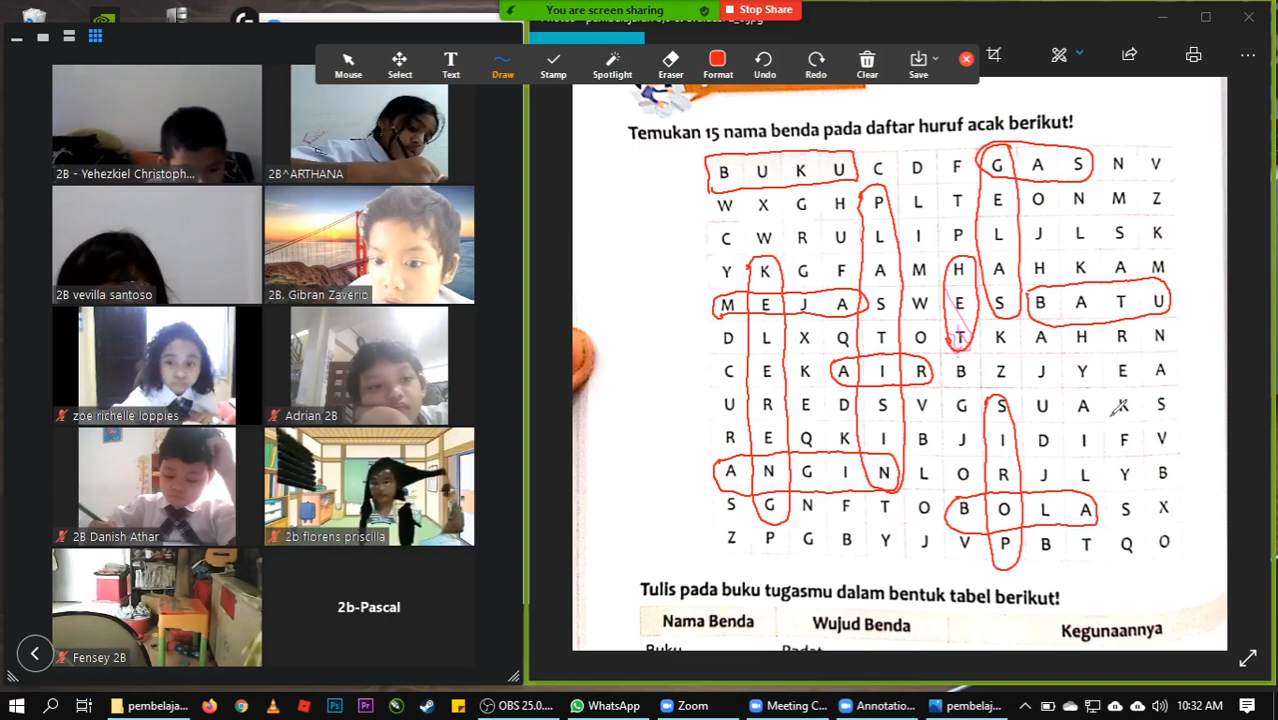 You are screen sharing
Stop Share
Mouse
Select
Text
Draw
Stamp
Spotlight
Eraser
Format
Undo
Redo
Clear
Save
2B - Yehezkiel Christoph...
2B^ARTHANA
2B vevilla santoso
2B. Gibran Zaverio
zoe richelle loppies
Adrian 2B
2B Danish Athar
2b florens priscilla
Fensey 2B
2b-Pascal
Temukan 15 nama benda pada daftar huruf acak berikut!
B U K U C D F G A S N V
W X G H P L T E O N M Z
C W R U L I P L J L S K
Y K G F A M H A H K A M
M E J A S W E S B A T U
D L X Q T O T K A H R N
C E K A I R B Z J Y E A
U R E D S V G S U A X S
R E Q K I B J I D I F V
A N G I N L O R J L Y B
S G N F T O B O L A S X
Z P G B Y J V P B T Q O
Tulis pada buku tugasmu dalam bentuk tabel berikut!
Nama Benda Wujud Benda Kegunaannya
Buku Padat
pembelaja...
OBS 25.0....
WhatsApp
Zoom
Meeting C...
Annotatio...
pembelaj...
10:32 AM